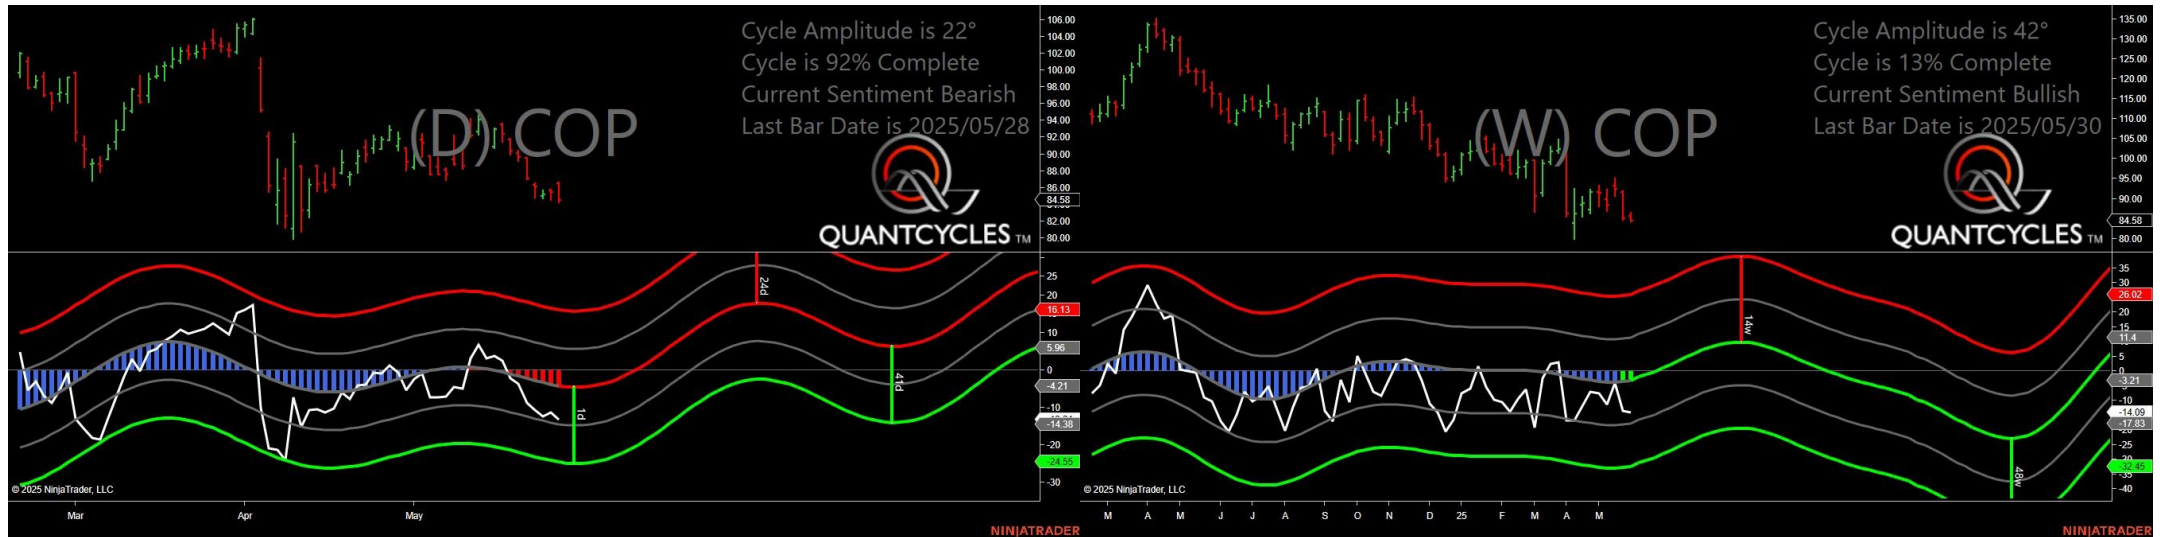 Cycle Amplitude is 22°
Cycle is 92% Complete
Current Sentiment Bearish
Last Bar Date is 2025/05/28
(D) COP
QUANTCYCLES TM
106.00
104.00
102.00
100.00
98.00
96.00
94.00
92.00
90.00
88.00
86.00
84.58
82.00
80.00
24d
41d
1d
25
20
16.13
10
5.96
0
-4.21
-10
-14.38
-20
-24.55
-30
© 2025 NinjaTrader, LLC
Mar
Apr
May
NINJATRADER
Cycle Amplitude is 42°
Cycle is 13% Complete
Current Sentiment Bullish
Last Bar Date is 2025/05/30
(W) COP
QUANTCYCLES TM
135.00
130.00
125.00
120.00
115.00
110.00
105.00
100.00
95.00
90.00
84.58
80.00
14w
48w
35
30
26.02
20
15
11.4
5
0
-3.21
-10
-14.09
-17.83
-25
-32.45
-40
© 2025 NinjaTrader, LLC
M A M J J A S O N D 25 F M A M
NINJATRADER